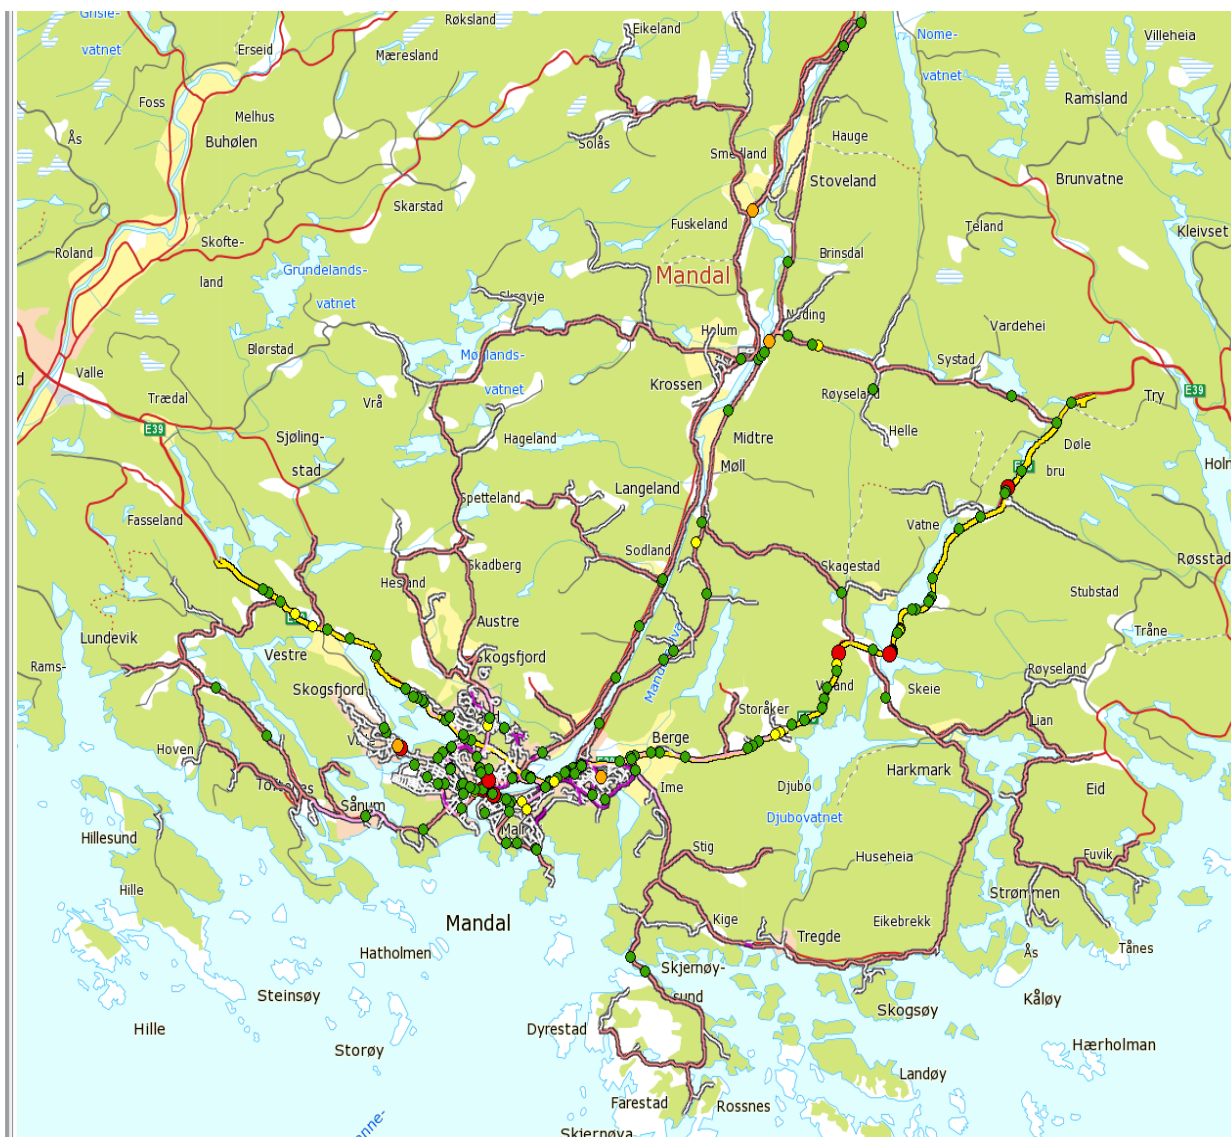 Grisle-
vatnet
Erseid
Røksland
Eikeland
Mæresland
Nome-
vatnet
Villeheia
Foss
Melhus
Ås
Buhølen
Solås
Hauge
Ramsland
Smedland
Stoveland
Brunvatne
Skarstad
Fuskeland
Teland
Kleivset
Roland
Skofte-
land
Grundelands-
vatnet
Mandal
Brinsdal
Holum
Vardehei
Blørstad
Valle
Systad
Krossen
vatnet
Vrå
Trædal
Røyseland
Try
E39
E39
Sjøling-
stad
Hageland
Midtre
Møll
Helle
Døle
bru
Holm
Spetteland
Langeland
Fasseland
Vatne
Sodland
Skadberg
Skagestad
Røsstad
Hesland
Stubstad
Austre
Skogsfjord
Lundevik
Vestre
Skogsfjord
Tråne
Rams-
Røyseland
Skeie
Storåker
Lian
Hoven
Berge
Harkmark
Ime
Djubo
Eid
Sånum
Djubovatnet
Hillesund
Stig
Huseheia
Fuvik
Hille
Strømmen
Mandal
Kige
Tregde
Eikebrekk
Hatholmen
Ås
Tånes
Skjernøy-
sund
Steinsøy
Kåløy
Skogsøy
Hille
Dyrestad
Storøy
Hærholman
Landøy
Farestad
Rossnes
Skjernøya